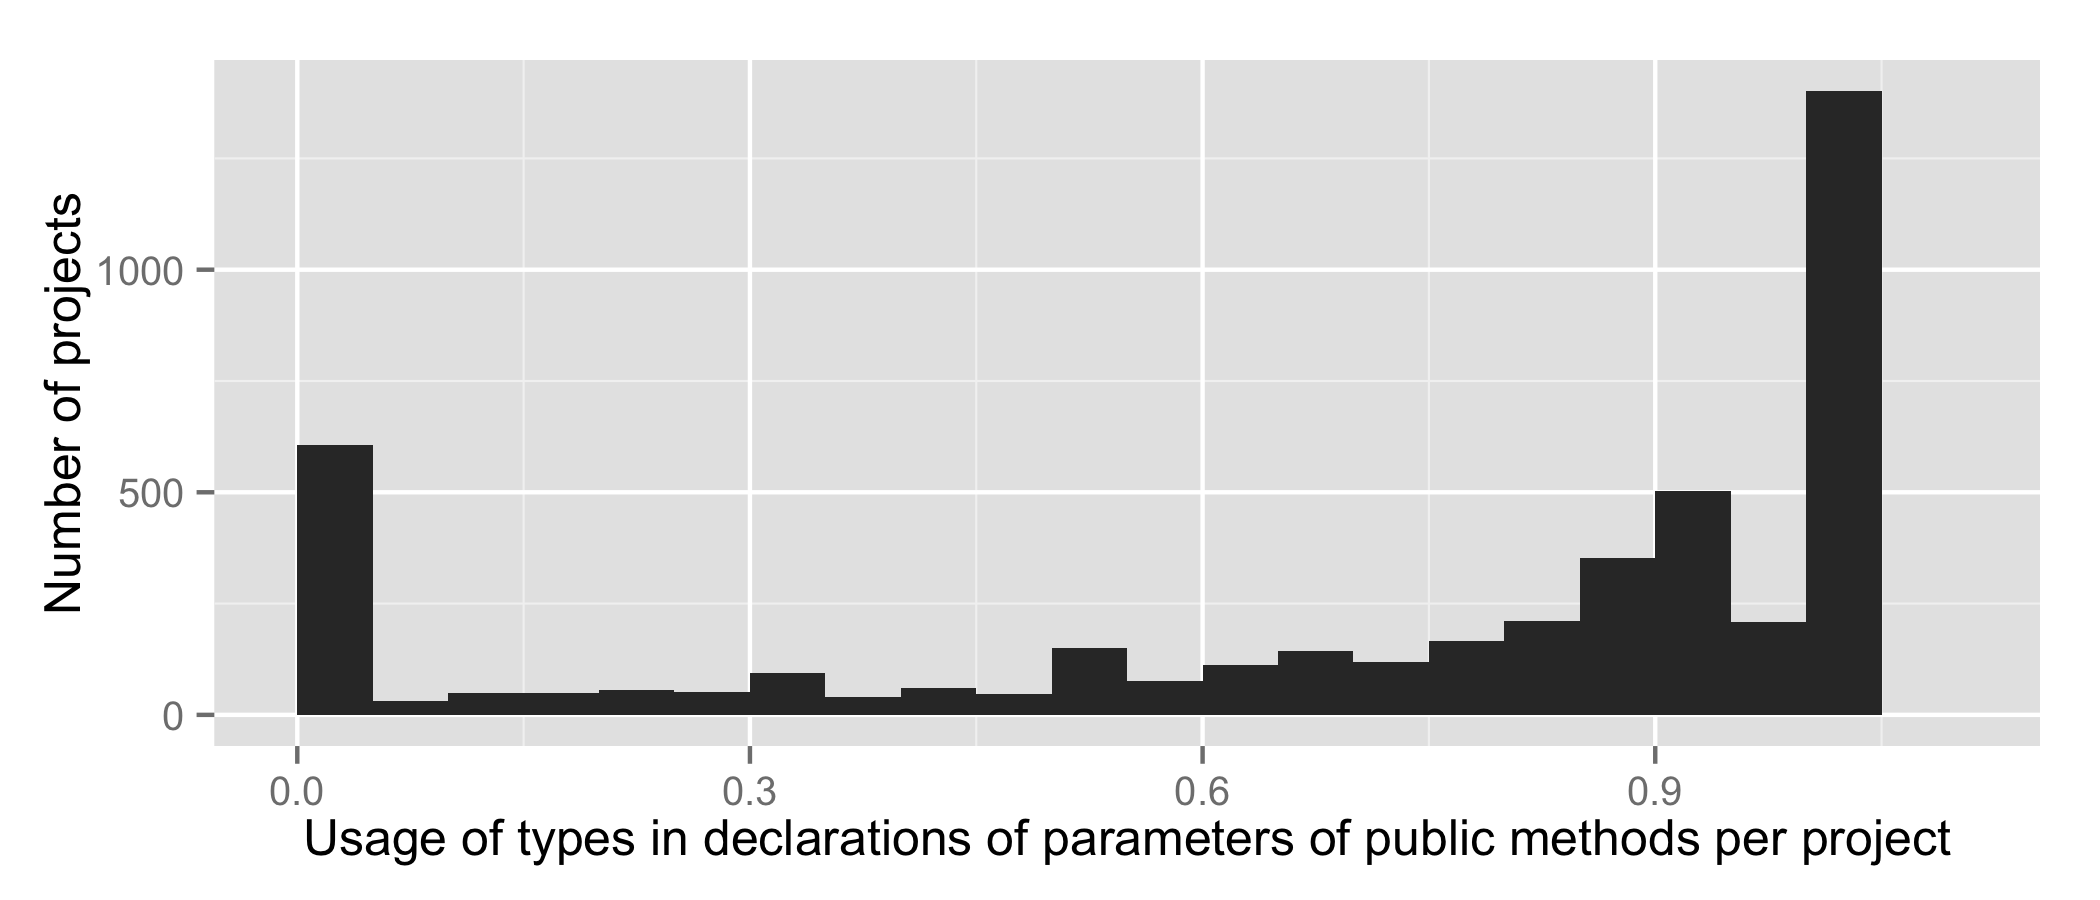 Number of projects
1000
500
0
0.0 0.3 0.6 0.9
Usage of types in declarations of parameters of public methods per project